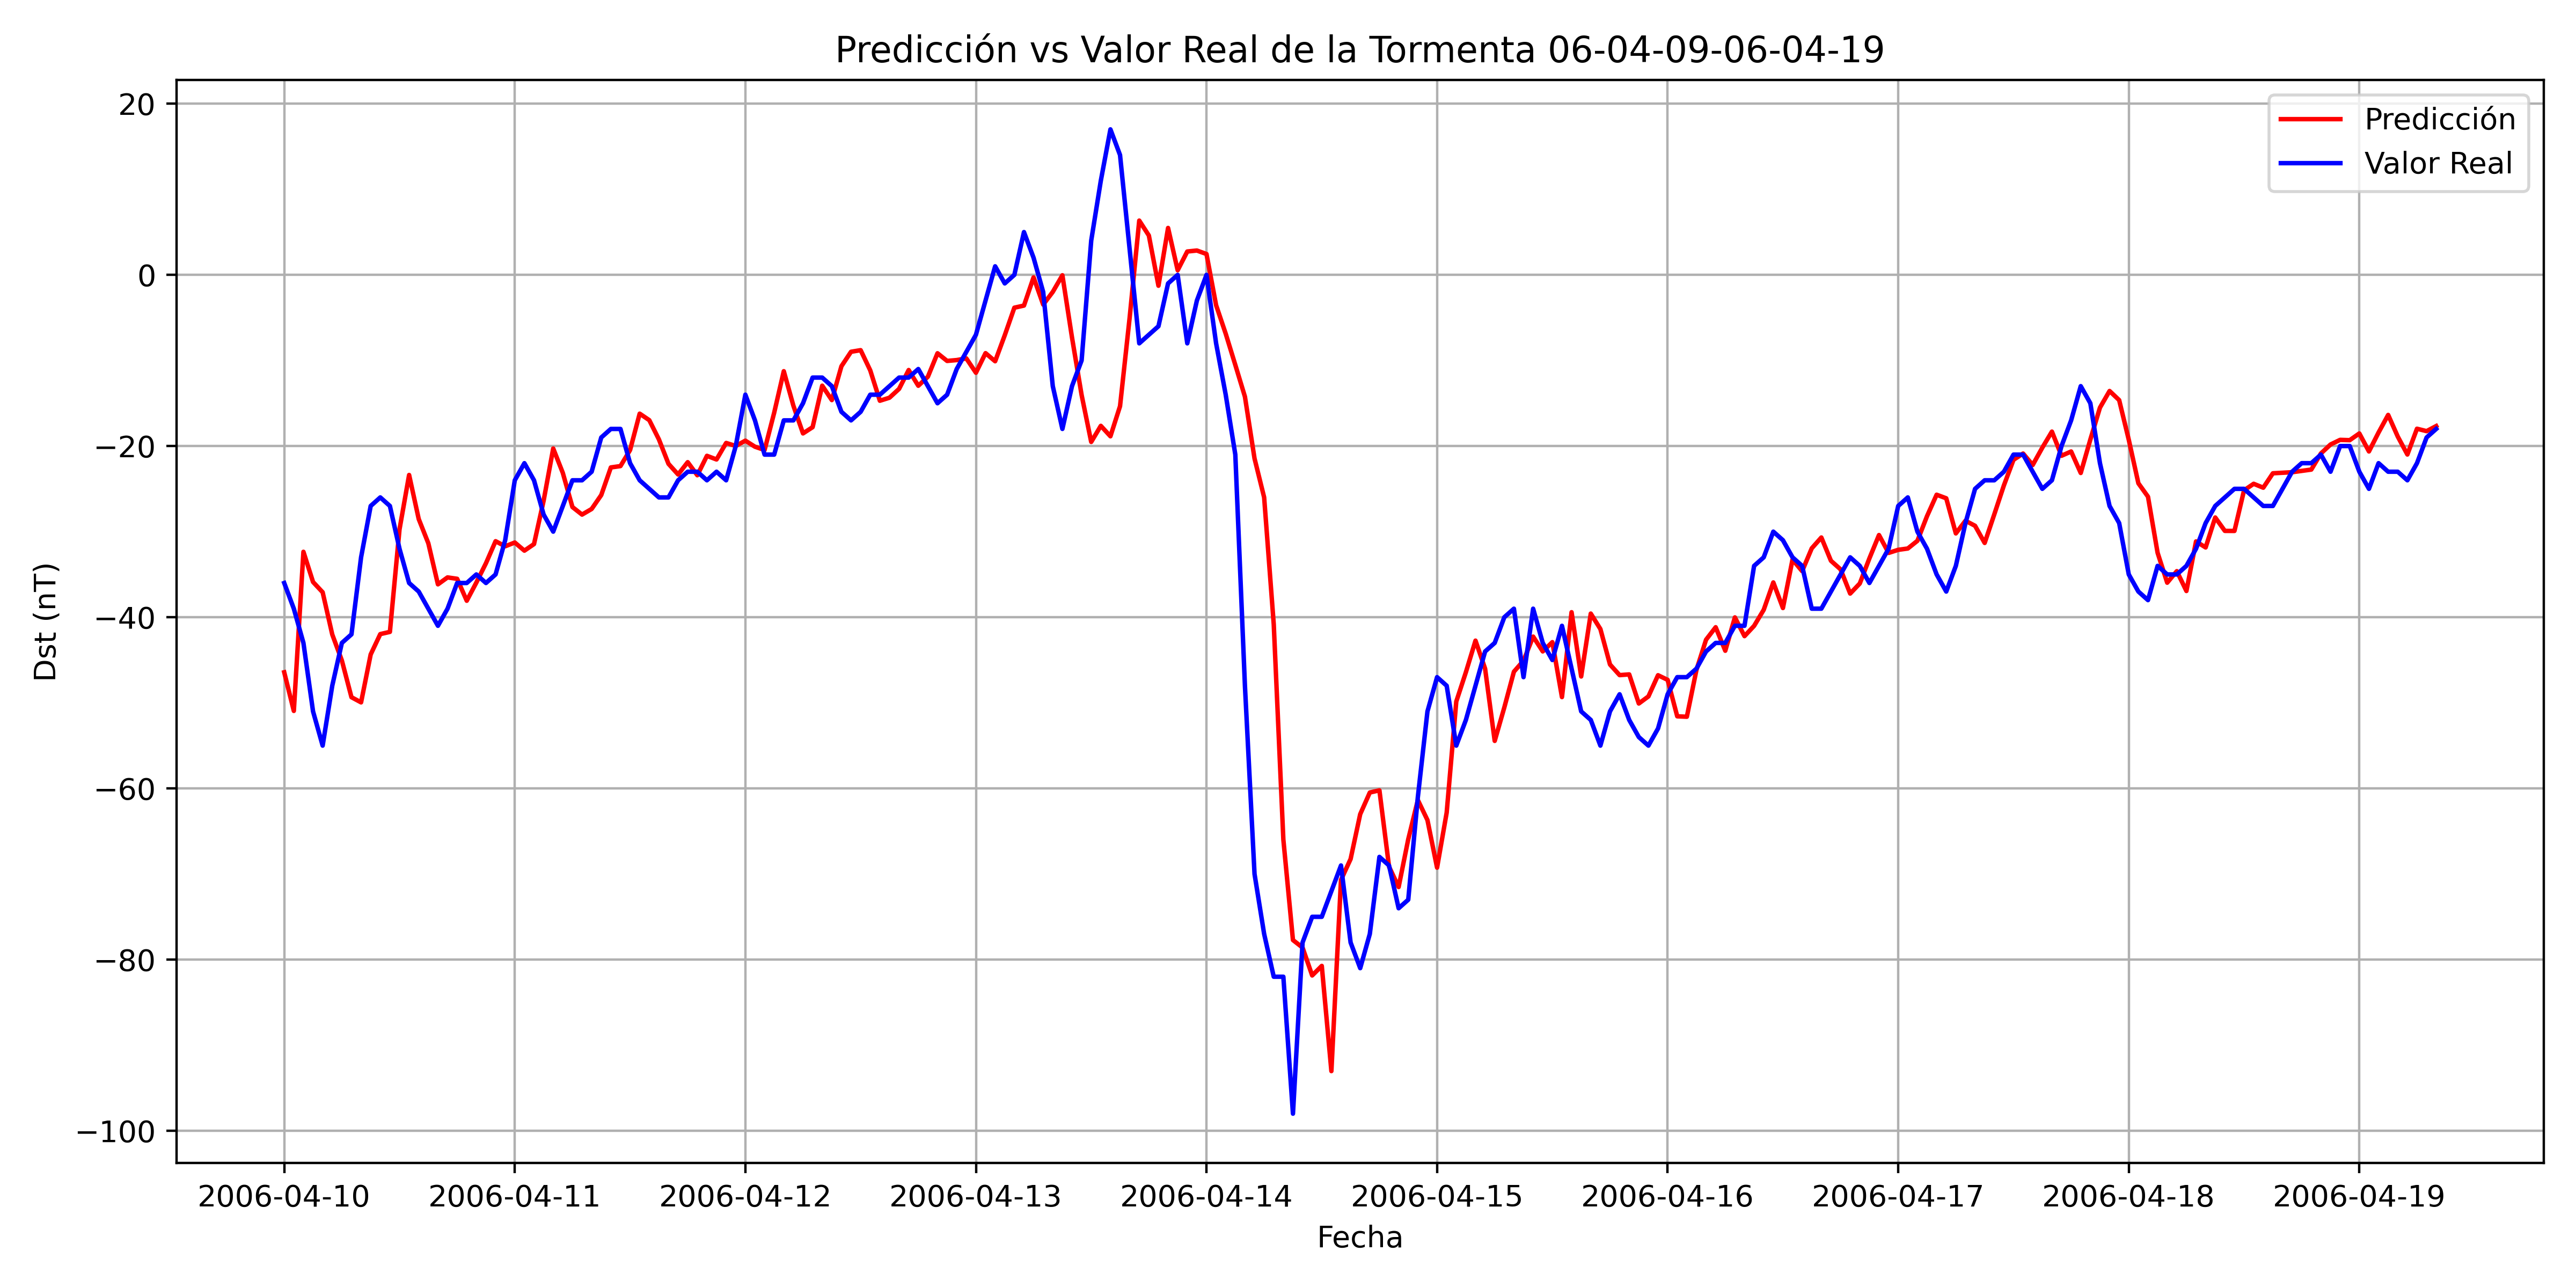 Predicción vs Valor Real de la Tormenta 06-04-09-06-04-19
Predicción
Valor Real
20
0
−20
−40
−60
−80
−100
Dst (nT)
2006-04-10 2006-04-11 2006-04-12 2006-04-13 2006-04-14 2006-04-15 2006-04-16 2006-04-17 2006-04-18 2006-04-19
Fecha